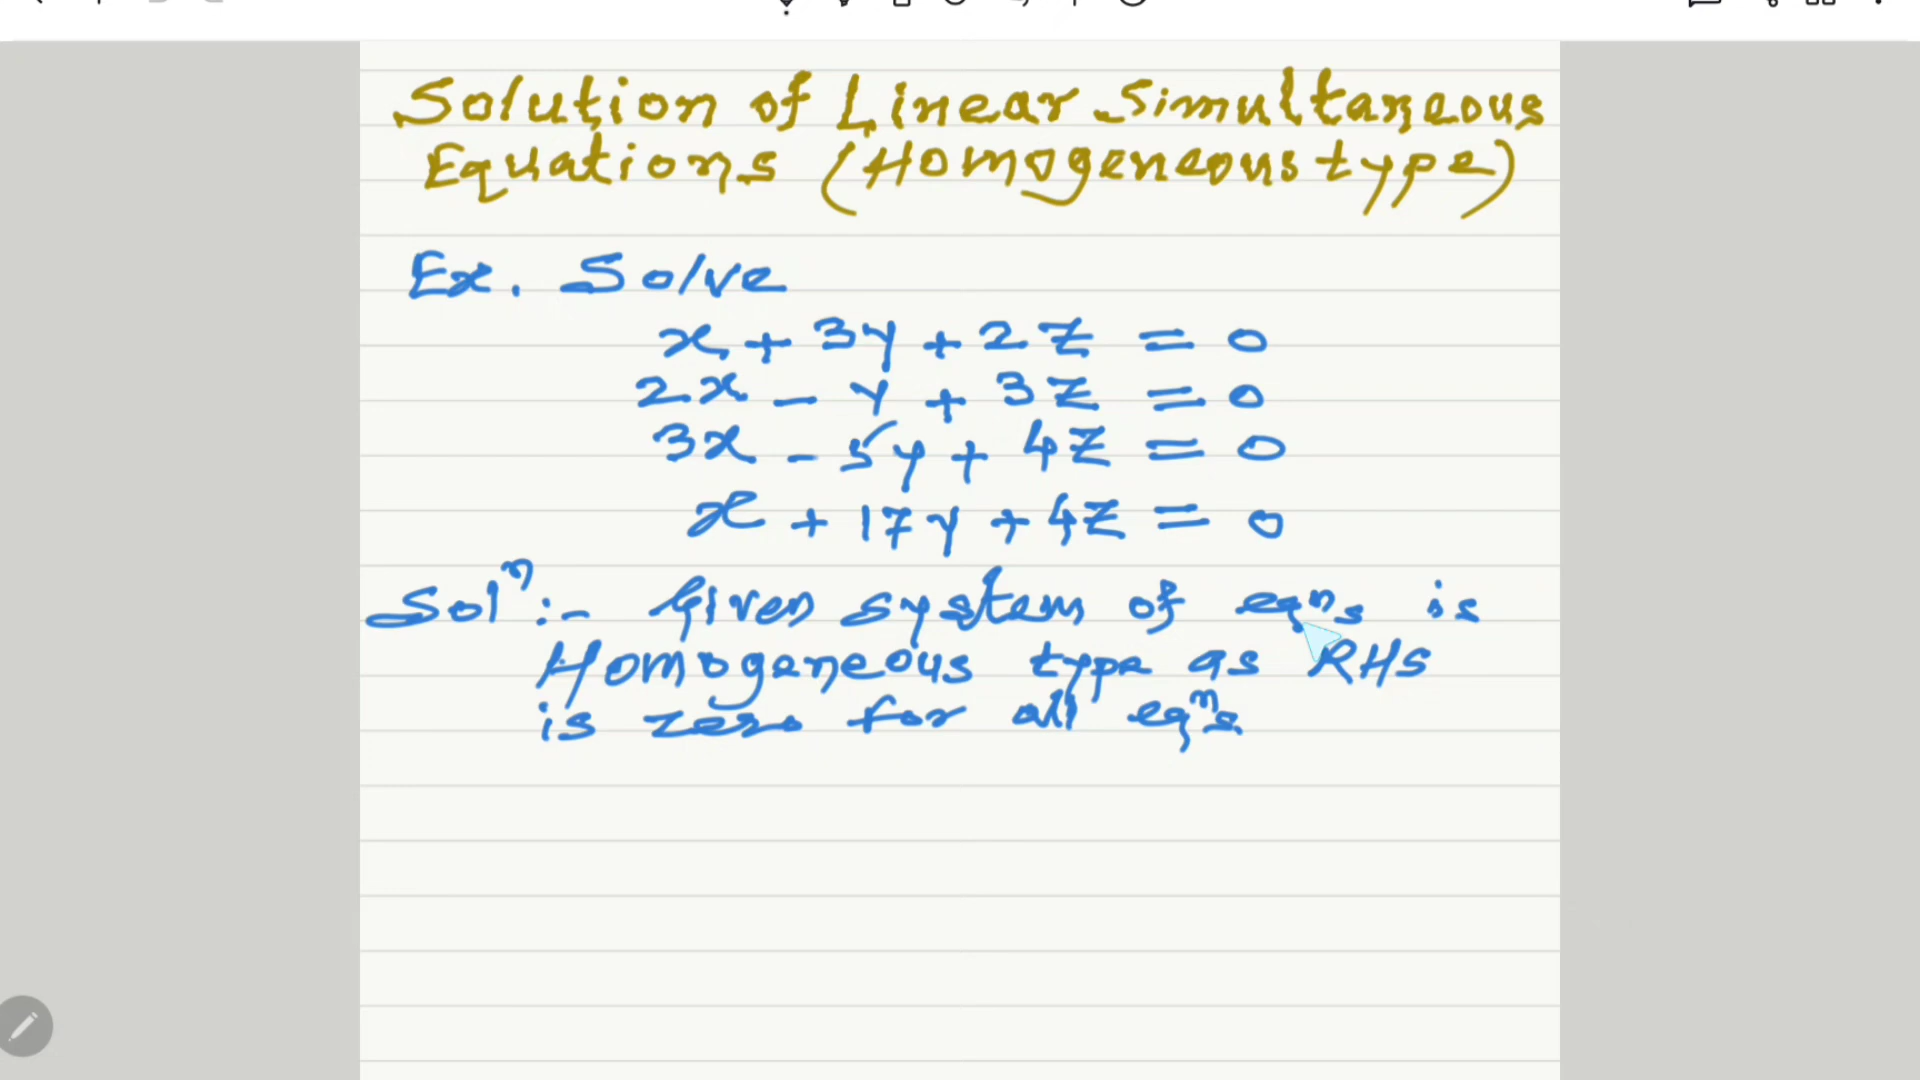 Solution of Linear Simultaneous
Equations (Homogeneous type)
Ex. Solve
x + 3y + 2z = 0
2x - y + 3z = 0
3x - 5y + 4z = 0
x + 17y + 4z = 0
Solⁿ:- Given system of eqⁿs is
Homogeneous type as RHS
is zero for all eqⁿs